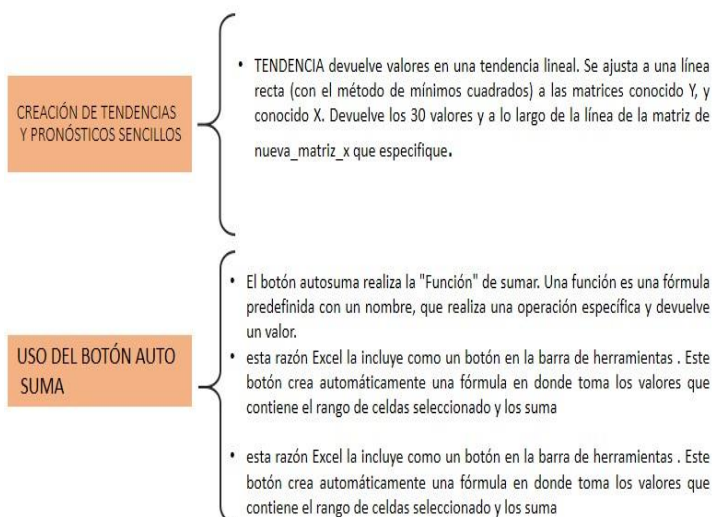 CREACIÓN DE TENDENCIAS
Y PRONÓSTICOS SENCILLOS
• TENDENCIA devuelve valores en una tendencia lineal. Se ajusta a una línea
recta (con el método de mínimos cuadrados) a las matrices conocido Y, y
conocido X. Devuelve los 30 valores y a lo largo de la línea de la matriz de
nueva_matriz_x que especifique.
USO DEL BOTÓN AUTO
SUMA
• El botón autosuma realiza la "Función" de sumar. Una función es una fórmula
predefinida con un nombre, que realiza una operación específica y devuelve
un valor.
• esta razón Excel la incluye como un botón en la barra de herramientas . Este
botón crea automáticamente una fórmula en donde toma los valores que
contiene el rango de celdas seleccionado y los suma
• esta razón Excel la incluye como un botón en la barra de herramientas . Este
botón crea automáticamente una fórmula en donde toma los valores que
contiene el rango de celdas seleccionado y los suma